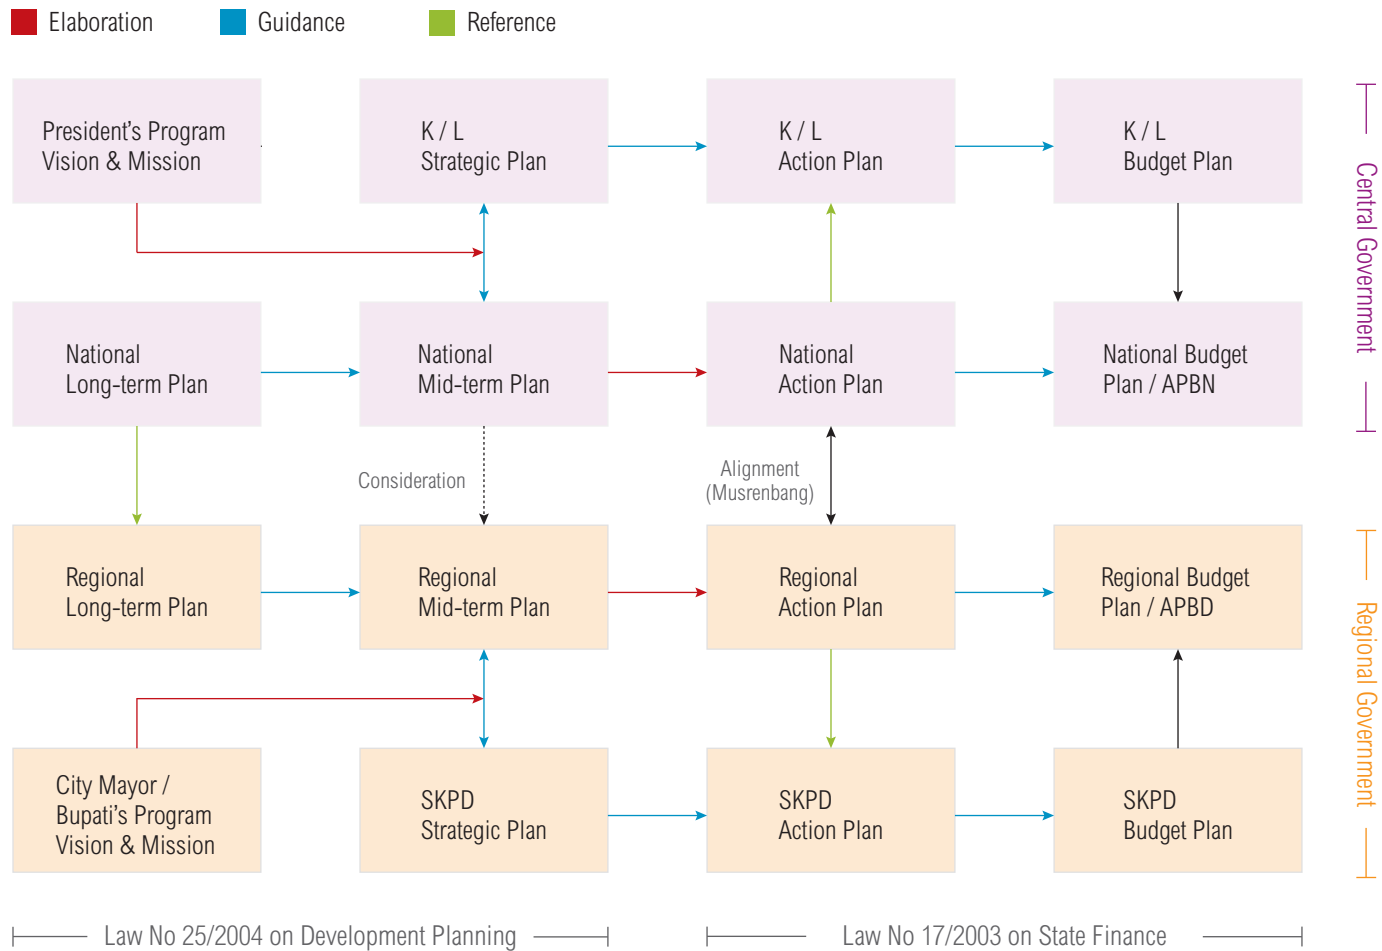 Elaboration
Guidance
Reference
President’s Program
Vision & Mission
K / L
Strategic Plan
K / L
Action Plan
K / L
Budget Plan
Central Government
National
Long-term Plan
National
Mid-term Plan
National
Action Plan
National Budget
Plan / APBN
Consideration
Alignment
(Musrenbang)
Regional
Long-term Plan
Regional
Mid-term Plan
Regional
Action Plan
Regional Budget
Plan / APBD
Regional Government
City Mayor /
Bupati’s Program
Vision & Mission
SKPD
Strategic Plan
SKPD
Action Plan
SKPD
Budget Plan
Law No 25/2004 on Development Planning
Law No 17/2003 on State Finance